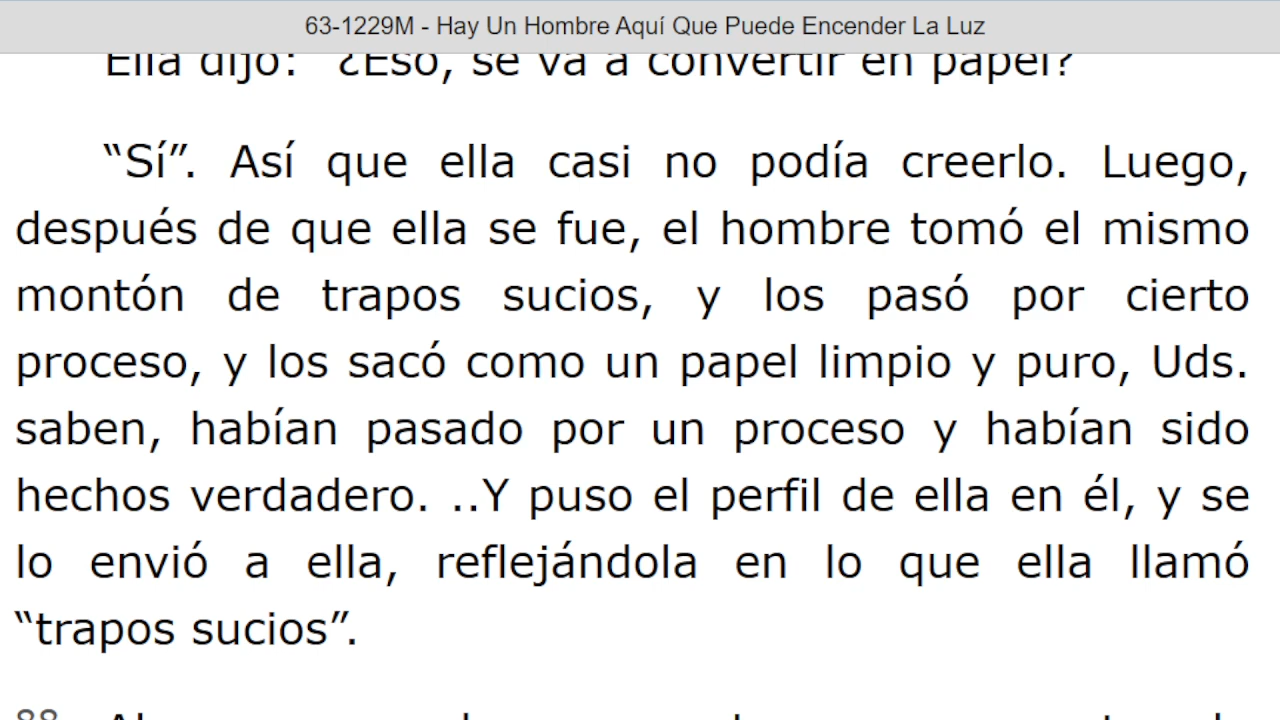 63-1229M - Hay Un Hombre Aquí Que Puede Encender La Luz
Ella dijo: “¿Eso, se va a convertir en papel?
“Sí”. Así que ella casi no podía creerlo. Luego,
después de que ella se fue, el hombre tomó el mismo
montón de trapos sucios, y los pasó por cierto
proceso, y los sacó como un papel limpio y puro, Uds.
saben, habían pasado por un proceso y habían sido
hechos verdadero. ..Y puso el perfil de ella en él, y se
lo envió a ella, reflejándola en lo que ella llamó
“trapos sucios”.
88